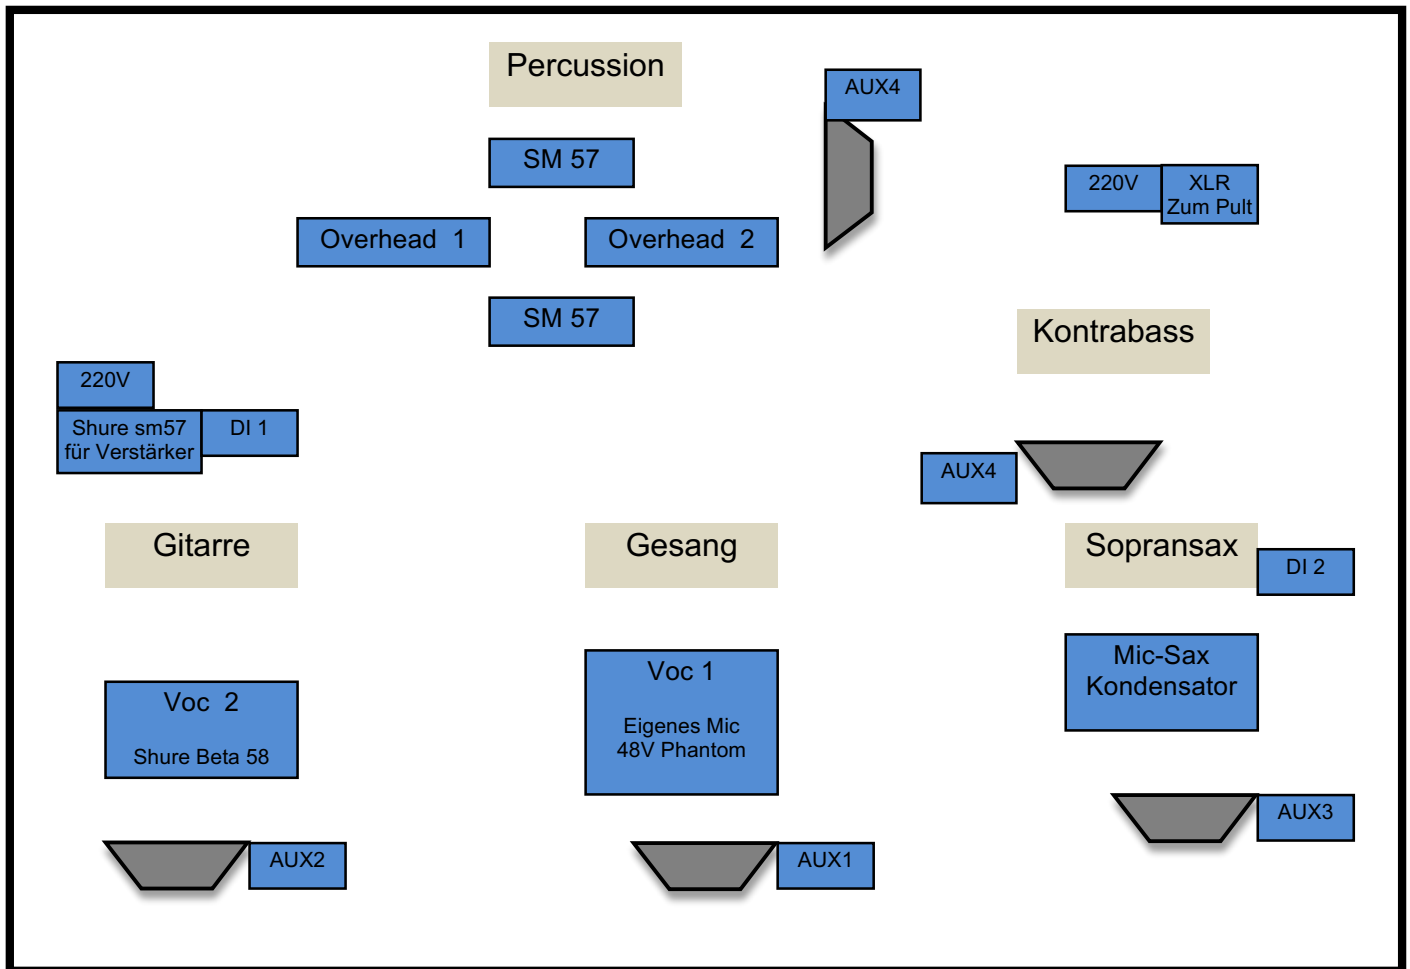 Percussion
AUX4
SM 57
220V
XLR
Zum Pult
Overhead  1
Overhead  2
SM 57
Kontrabass
220V
Shure sm57
für Verstärker
DI 1
AUX4
Gitarre
Gesang
Sopransax
DI 2
Voc  2
Shure Beta 58
Voc 1
Eigenes Mic
48V Phantom
Mic-Sax
Kondensator
AUX2
AUX1
AUX3